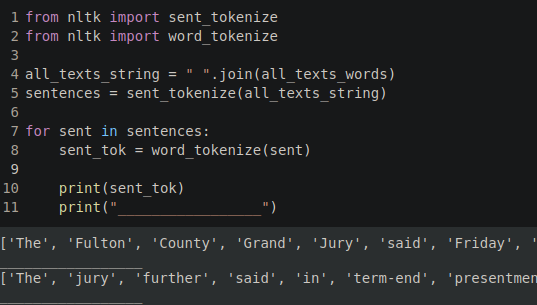 1 from nltk import sent_tokenize
2 from nltk import word_tokenize
3
4 all_texts_string = " ".join(all_texts_words)
5 sentences = sent_tokenize(all_texts_string)
6
7 for sent in sentences:
8     sent_tok = word_tokenize(sent)
9
10     print(sent_tok)
11     print("_________________")
['The', 'Fulton', 'County', 'Grand', 'Jury', 'said', 'Friday', '
_________________
['The', 'jury', 'further', 'said', 'in', 'term-end', 'presentmen
_________________